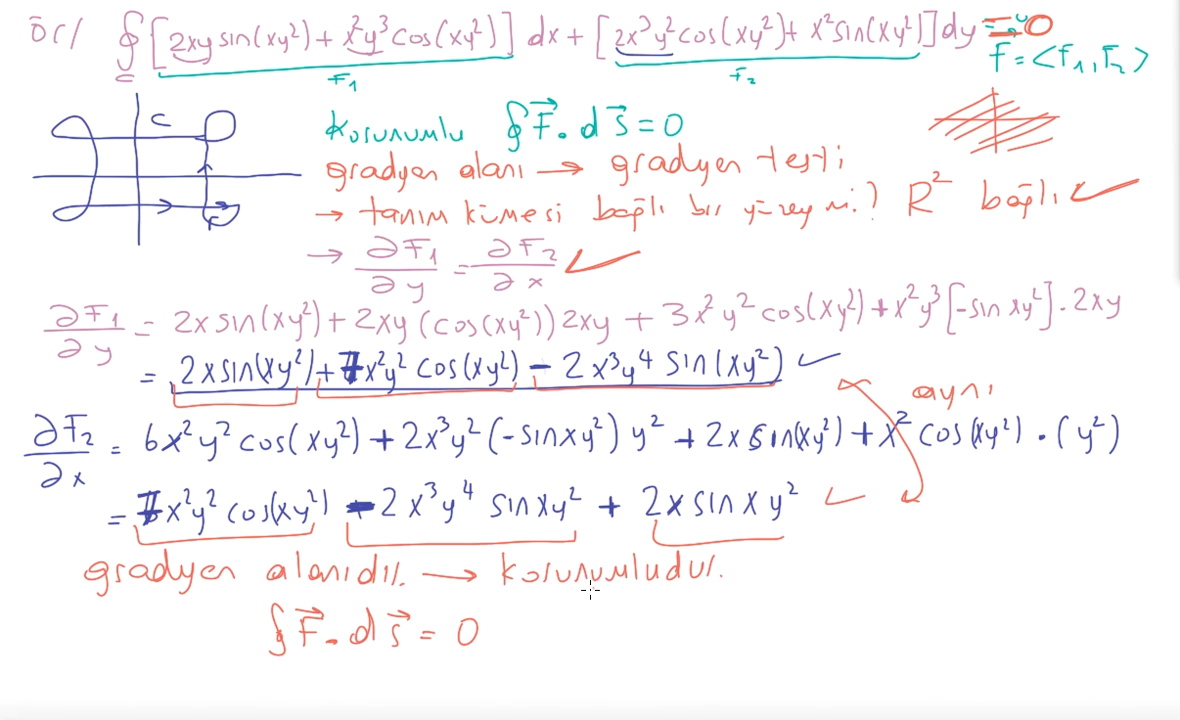 ör/ ∮ [2xy sin(xy²) + x²y³ cos(xy²)] dx + [2x³y² cos(xy²) + x² sin(xy²)] dy = 0
C F₁ F₂ F = <F₁, F₂>
C
korunumlu ∮ F⃗ . d s⃗ = 0
gradyen alanı → gradyen testi
→ tanım kümesi bağlı bir yüzey mi? R² bağlı ✓
→ ∂F₁/∂y = ∂F₂/∂x ✓
∂F₁/∂y = 2x sin(xy²) + 2xy (cos(xy²)) 2xy + 3x²y² cos(xy²) + x²y³ [-sin xy²] . 2xy
= 2x sin(xy²) + 7x²y² cos(xy²) - 2x³y⁴ sin(xy²) ✓
aynı
∂F₂/∂x = 6x²y² cos(xy²) + 2x³y² (-sin xy²) y² + 2x sin(xy²) + x² cos(xy²) . (y²)
= 7x²y² cos(xy²) - 2x³y⁴ sin xy² + 2x sin xy² ✓
gradyen alanıdır. → korunumludur.
∮ F⃗ . d s⃗ = 0